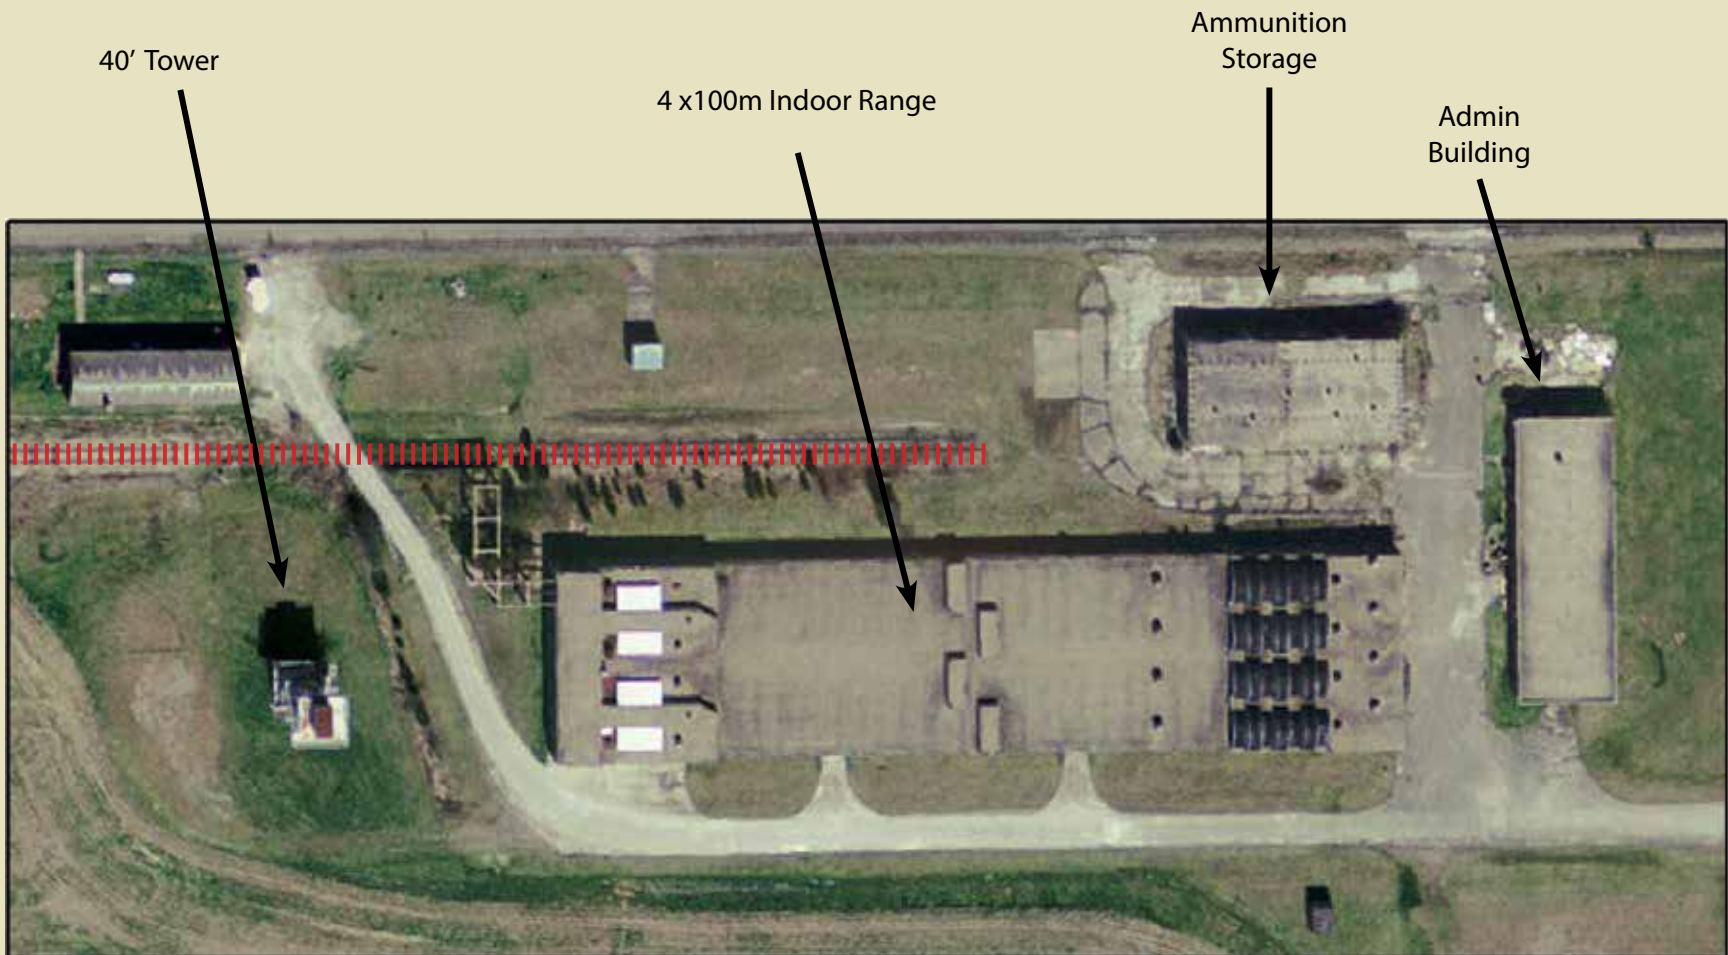 40’ Tower
4 x100m Indoor Range
Ammunition
Storage
Admin
Building